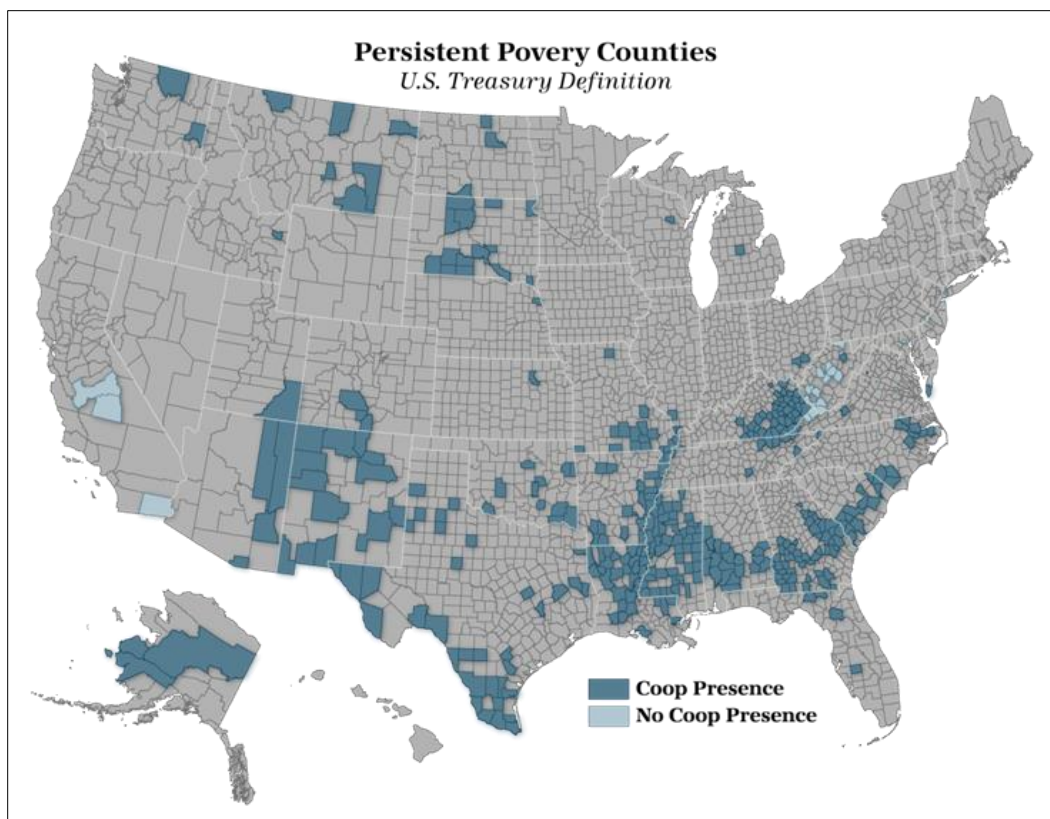 Persistent Povery Counties
U.S. Treasury Definition
Coop Presence
No Coop Presence